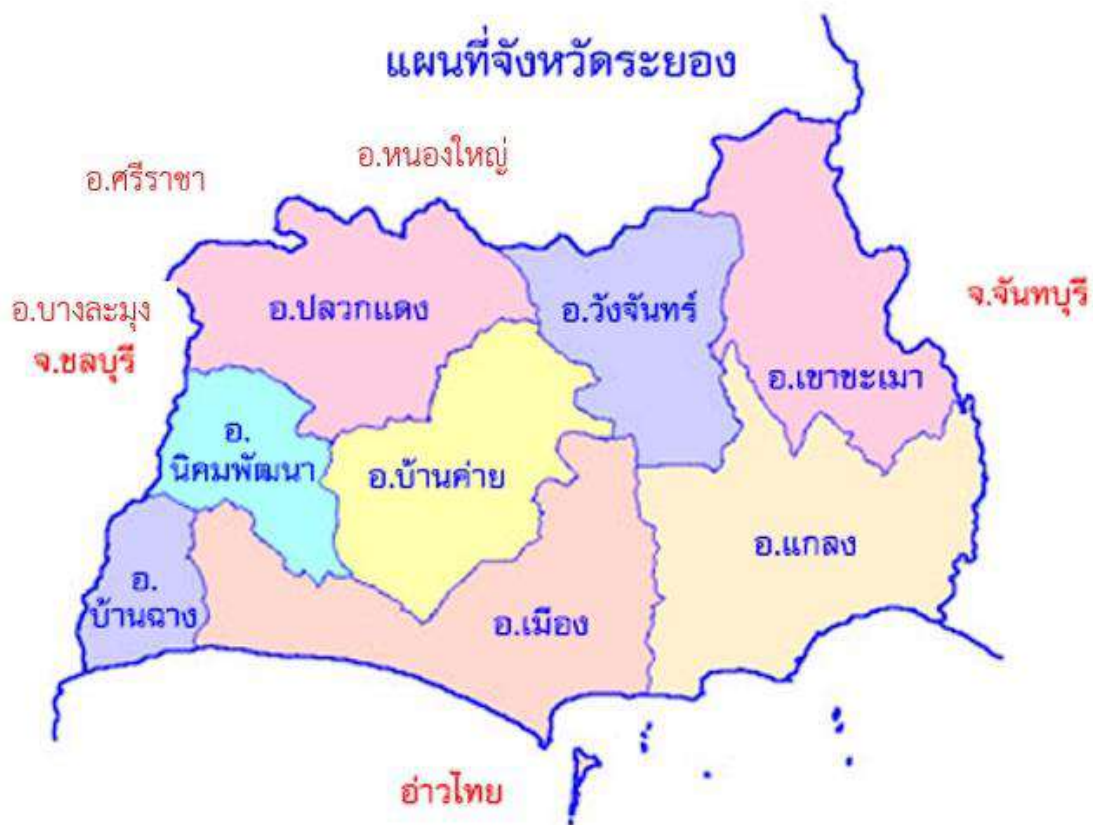 แผนที่จังหวัดระยอง
อ.หนองใหญ่
อ.ศรีราชา
อ.บางละมุง
จ.ชลบุรี
จ.จันทบุรี
อ.ปลวกแดง
อ.วังจันทร์
อ.เขาชะเมา
อ.
นิคมพัฒนา
อ.บ้านค่าย
อ.แกลง
อ.
บ้านฉาง
อ.เมือง
อ่าวไทย